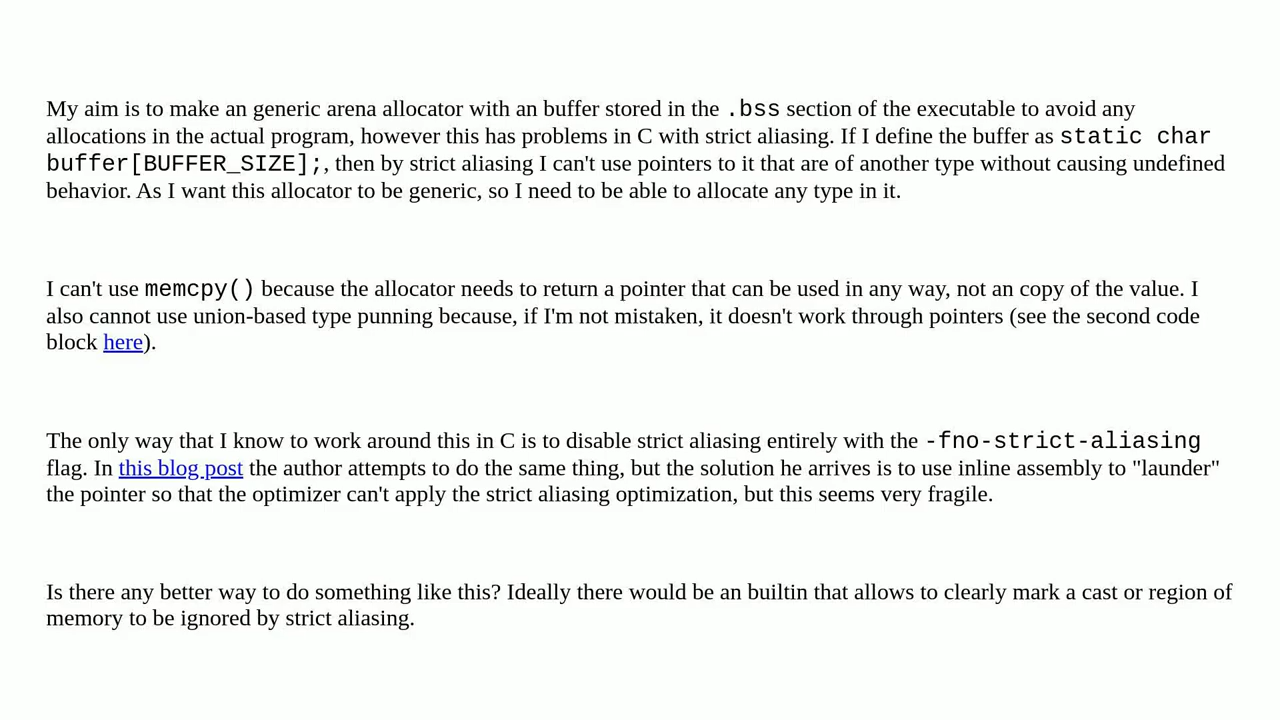 My aim is to make an generic arena allocator with an buffer stored in the .bss section of the executable to avoid any
allocations in the actual program, however this has problems in C with strict aliasing. If I define the buffer as static char
buffer[BUFFER_SIZE];, then by strict aliasing I can't use pointers to it that are of another type without causing undefined
behavior. As I want this allocator to be generic, so I need to be able to allocate any type in it.
I can't use memcpy() because the allocator needs to return a pointer that can be used in any way, not an copy of the value. I
also cannot use union-based type punning because, if I'm not mistaken, it doesn't work through pointers (see the second code
block here).
The only way that I know to work around this in C is to disable strict aliasing entirely with the -fno-strict-aliasing
flag. In this blog post the author attempts to do the same thing, but the solution he arrives is to use inline assembly to "launder"
the pointer so that the optimizer can't apply the strict aliasing optimization, but this seems very fragile.
Is there any better way to do something like this? Ideally there would be an builtin that allows to clearly mark a cast or region of
memory to be ignored by strict aliasing.